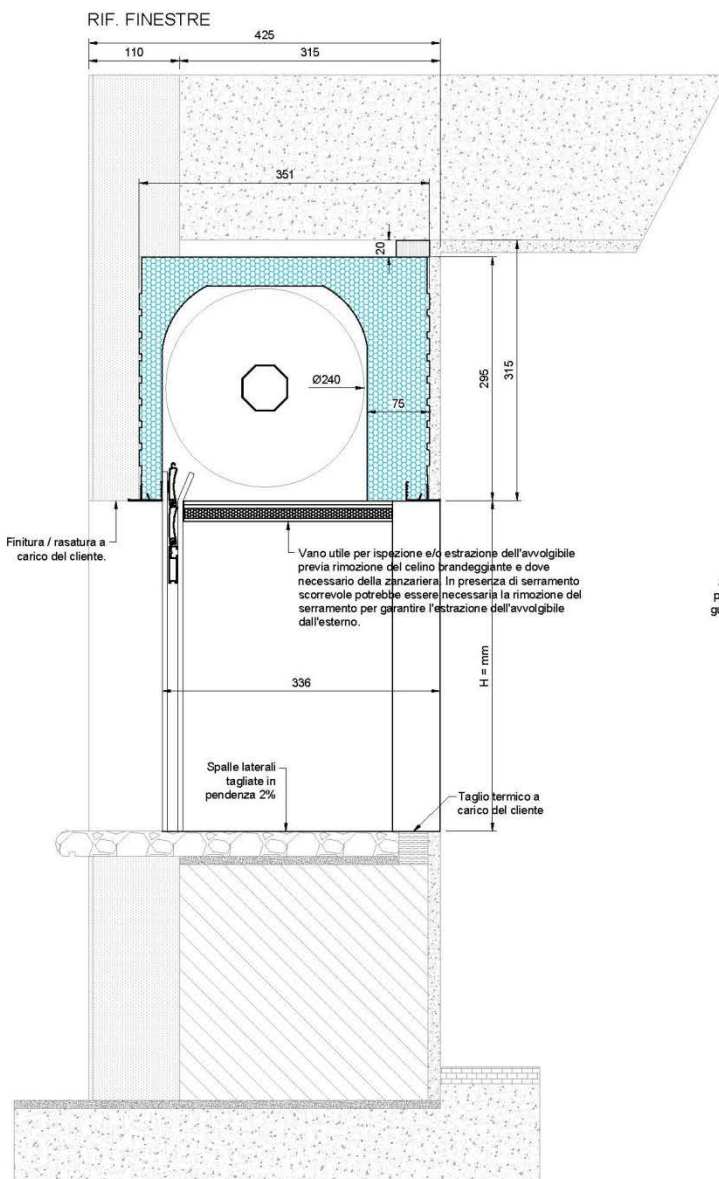 RIF. FINESTRE
425
110
315
351
20
Ø240
75
295
315
Finitura / rasatura a
carico del cliente.
Vano utile per ispezione e/o estrazione dell'avvolgibile
previa rimozione del celino brandeggiante e dove
necessario della zanzariera. In presenza di serramento
scorrevole potrebbe essere necessaria la rimozione del
serramento per garantire l'estrazione dell'avvolgibile
dall'esterno.
336
H = mm
Spalle laterali
tagliate in
pendenza 2%
Taglio termico a
carico del cliente